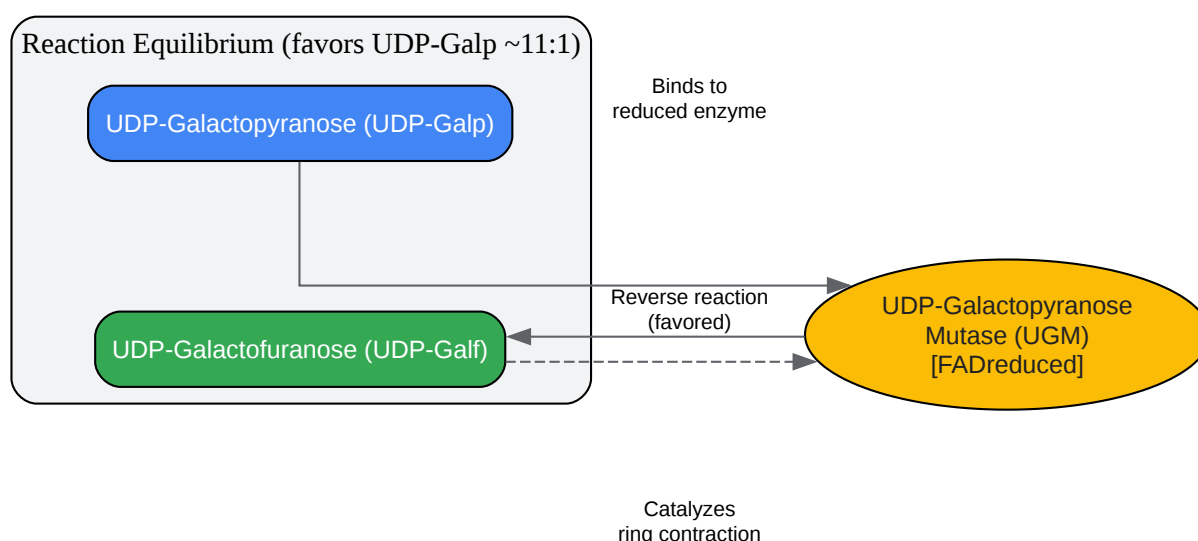 Reaction Equilibrium (favors UDP-Galp ~11:1)
UDP-Galactopyranose (UDP-Galp)
Binds to
reduced enzyme
Reverse reaction
(favored)
UDP-Galactofuranose (UDP-Galf)
UDP-Galactopyranose
Mutase (UGM)
[FADreduced]
Catalyzes
ring contraction